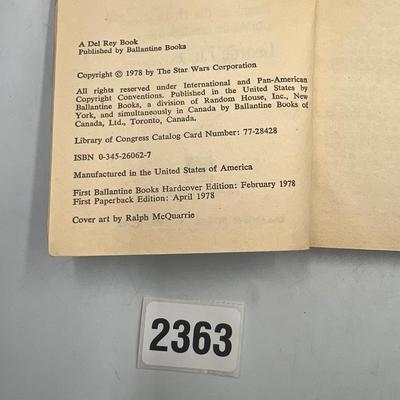 A Del Rey Book
Published by Ballantine Books
Copyright © 1978 by The Star Wars Corporation
All rights reserved under International and Pan-American
Copyright Conventions. Published in the United States by
Ballantine Books, a division of Random House, Inc., New
York, and simultaneously in Canada by Ballantine Books of
Canada, Ltd., Toronto, Canada.
Library of Congress Catalog Card Number: 77-28428
ISBN 0-345-26062-7
Manufactured in the United States of America
First Ballantine Books Hardcover Edition: February 1978
First Paperback Edition: April 1978
Cover art by Ralph McQuarrie
2363